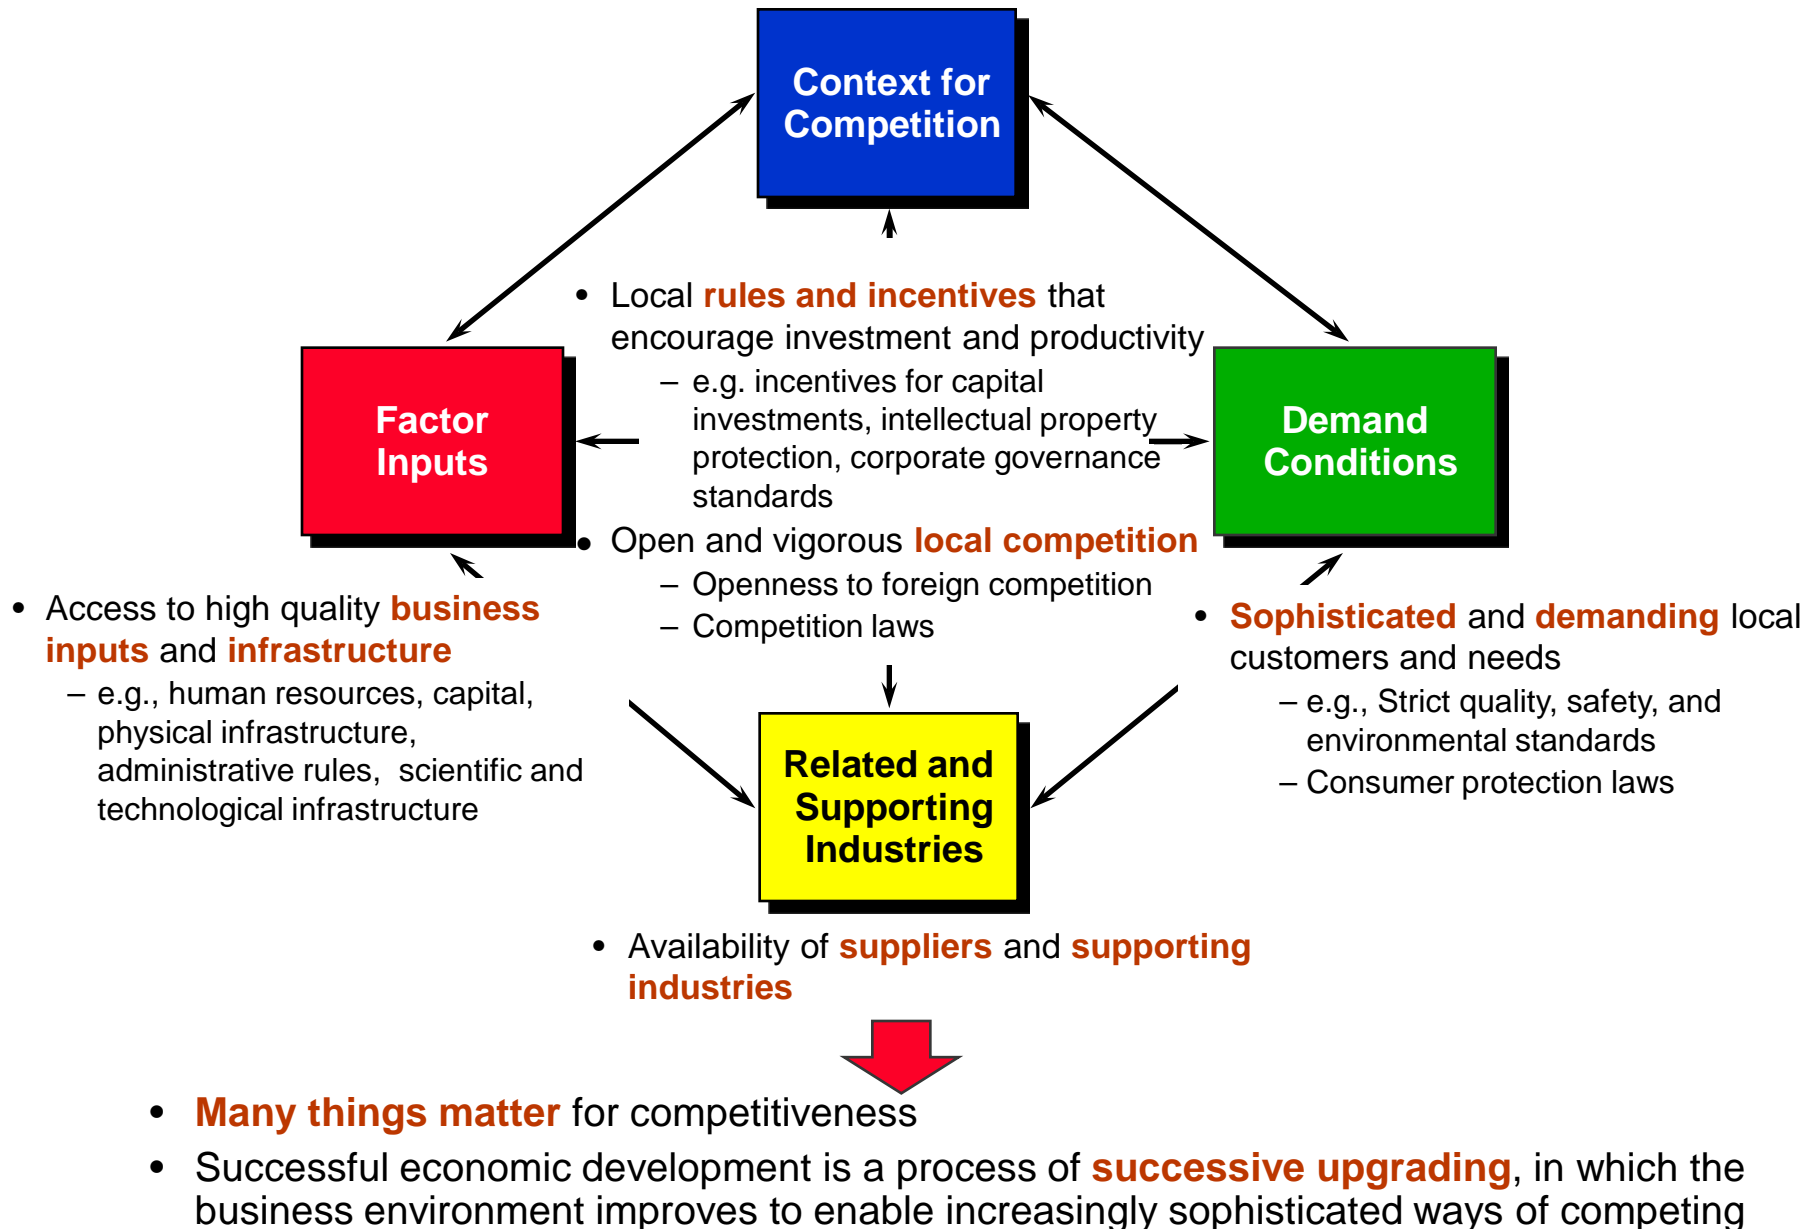 Context for
Competition
• Local rules and incentives that
encourage investment and productivity
– e.g. incentives for capital
investments, intellectual property
protection, corporate governance
standards
• Open and vigorous local competition
– Openness to foreign competition
– Competition laws
Factor
Inputs
• Access to high quality business
inputs and infrastructure
– e.g., human resources, capital,
physical infrastructure,
administrative rules, scientific and
technological infrastructure
Demand
Conditions
• Sophisticated and demanding local
customers and needs
– e.g., Strict quality, safety, and
environmental standards
– Consumer protection laws
Related and
Supporting
Industries
• Availability of suppliers and supporting
industries
• Many things matter for competitiveness
• Successful economic development is a process of successive upgrading, in which the
business environment improves to enable increasingly sophisticated ways of competing